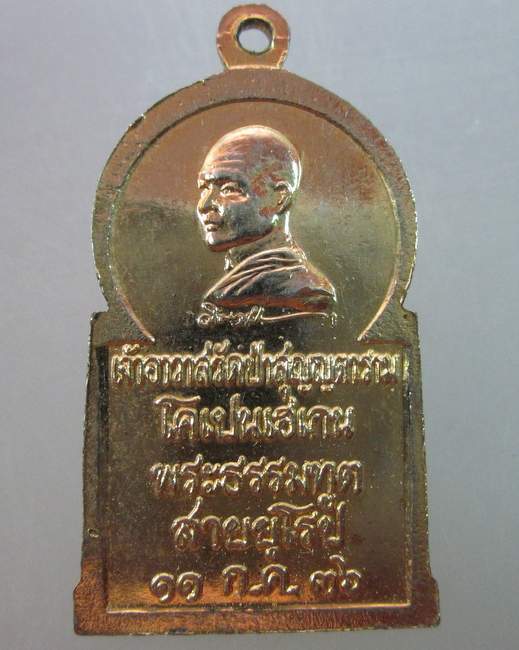 เจ้าอาวาสวัดป่าสุญญตาราม
โคเปนเฮเกน
พระธรรมทูต
สายยุโรป
๑๑ ก.ค. ๓๖